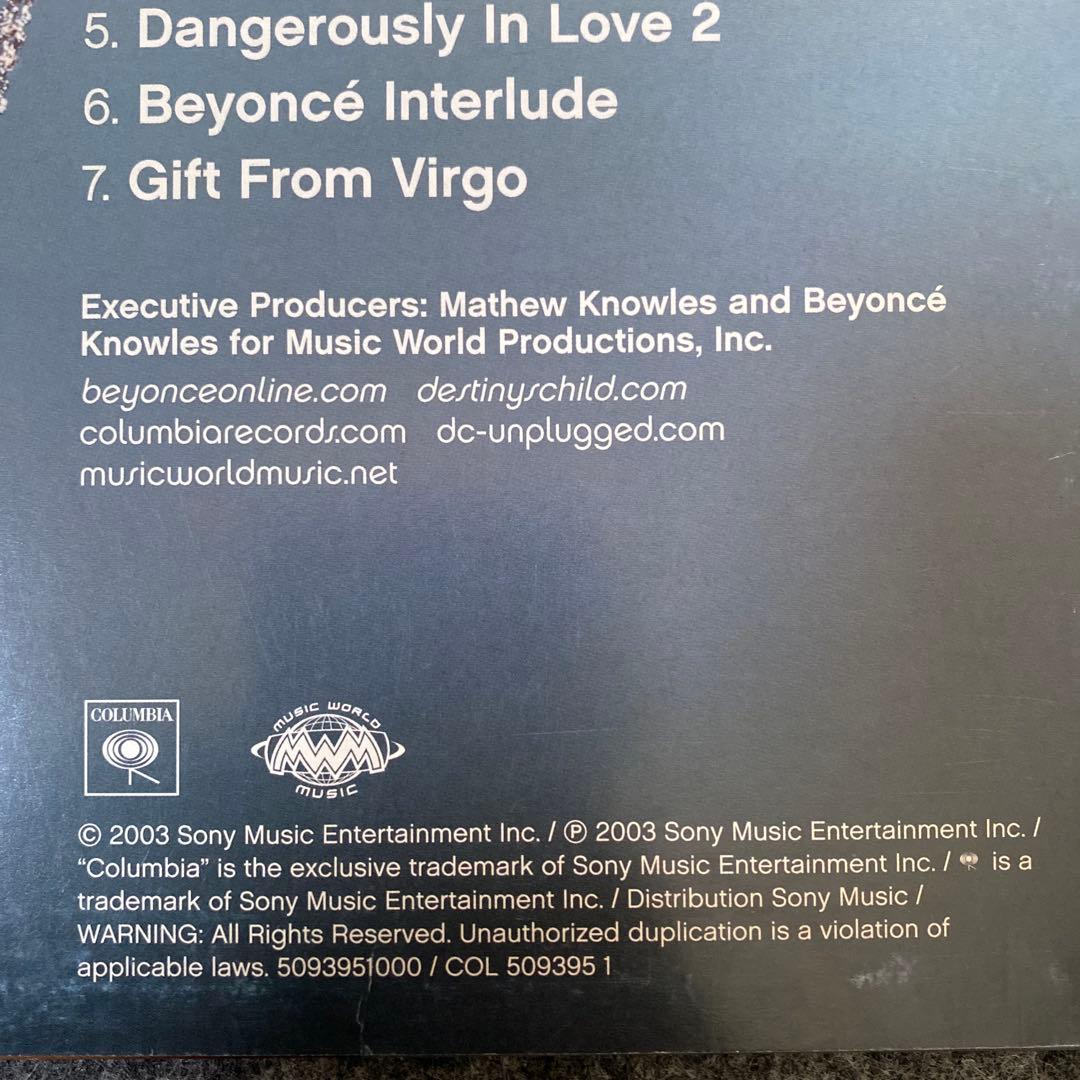 5. Dangerously In Love 2
6. Beyoncé Interlude
7. Gift From Virgo
Executive Producers: Mathew Knowles and Beyoncé
Knowles for Music World Productions, Inc.
beyonceonline.com destinyschild.com
columbiarecords.com dc-unplugged.com
musicworldmusic.net
COLUMBIA
MUSIC WORLD
MWM
MUSIC
© 2003 Sony Music Entertainment Inc. / ℗ 2003 Sony Music Entertainment Inc. /
“Columbia” is the exclusive trademark of Sony Music Entertainment Inc. / is a
trademark of Sony Music Entertainment Inc. / Distribution Sony Music /
WARNING: All Rights Reserved. Unauthorized duplication is a violation of
applicable laws. 5093951000 / COL 509395 1